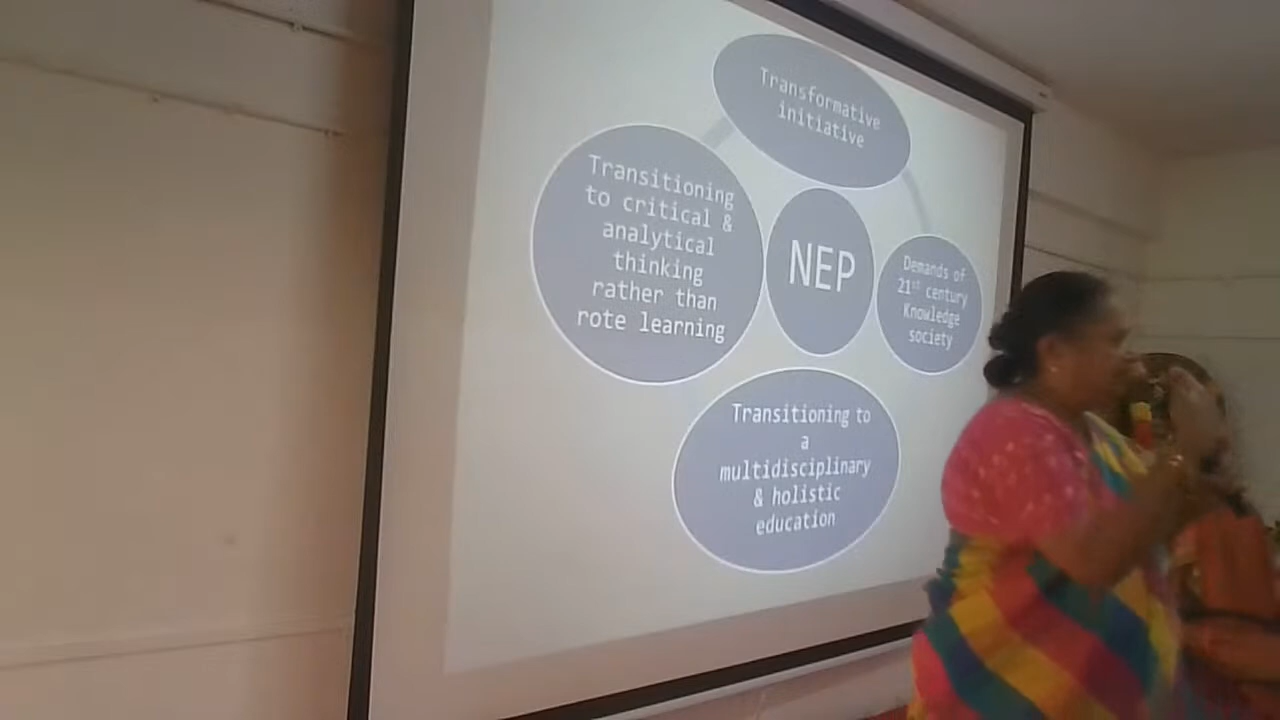 Transformative
initiative
Transitioning
to critical &
analytical
thinking
rather than
rote learning
NEP
Demands of
21st century
Knowledge
society
Transitioning to
a
multidisciplinary
& holistic
education